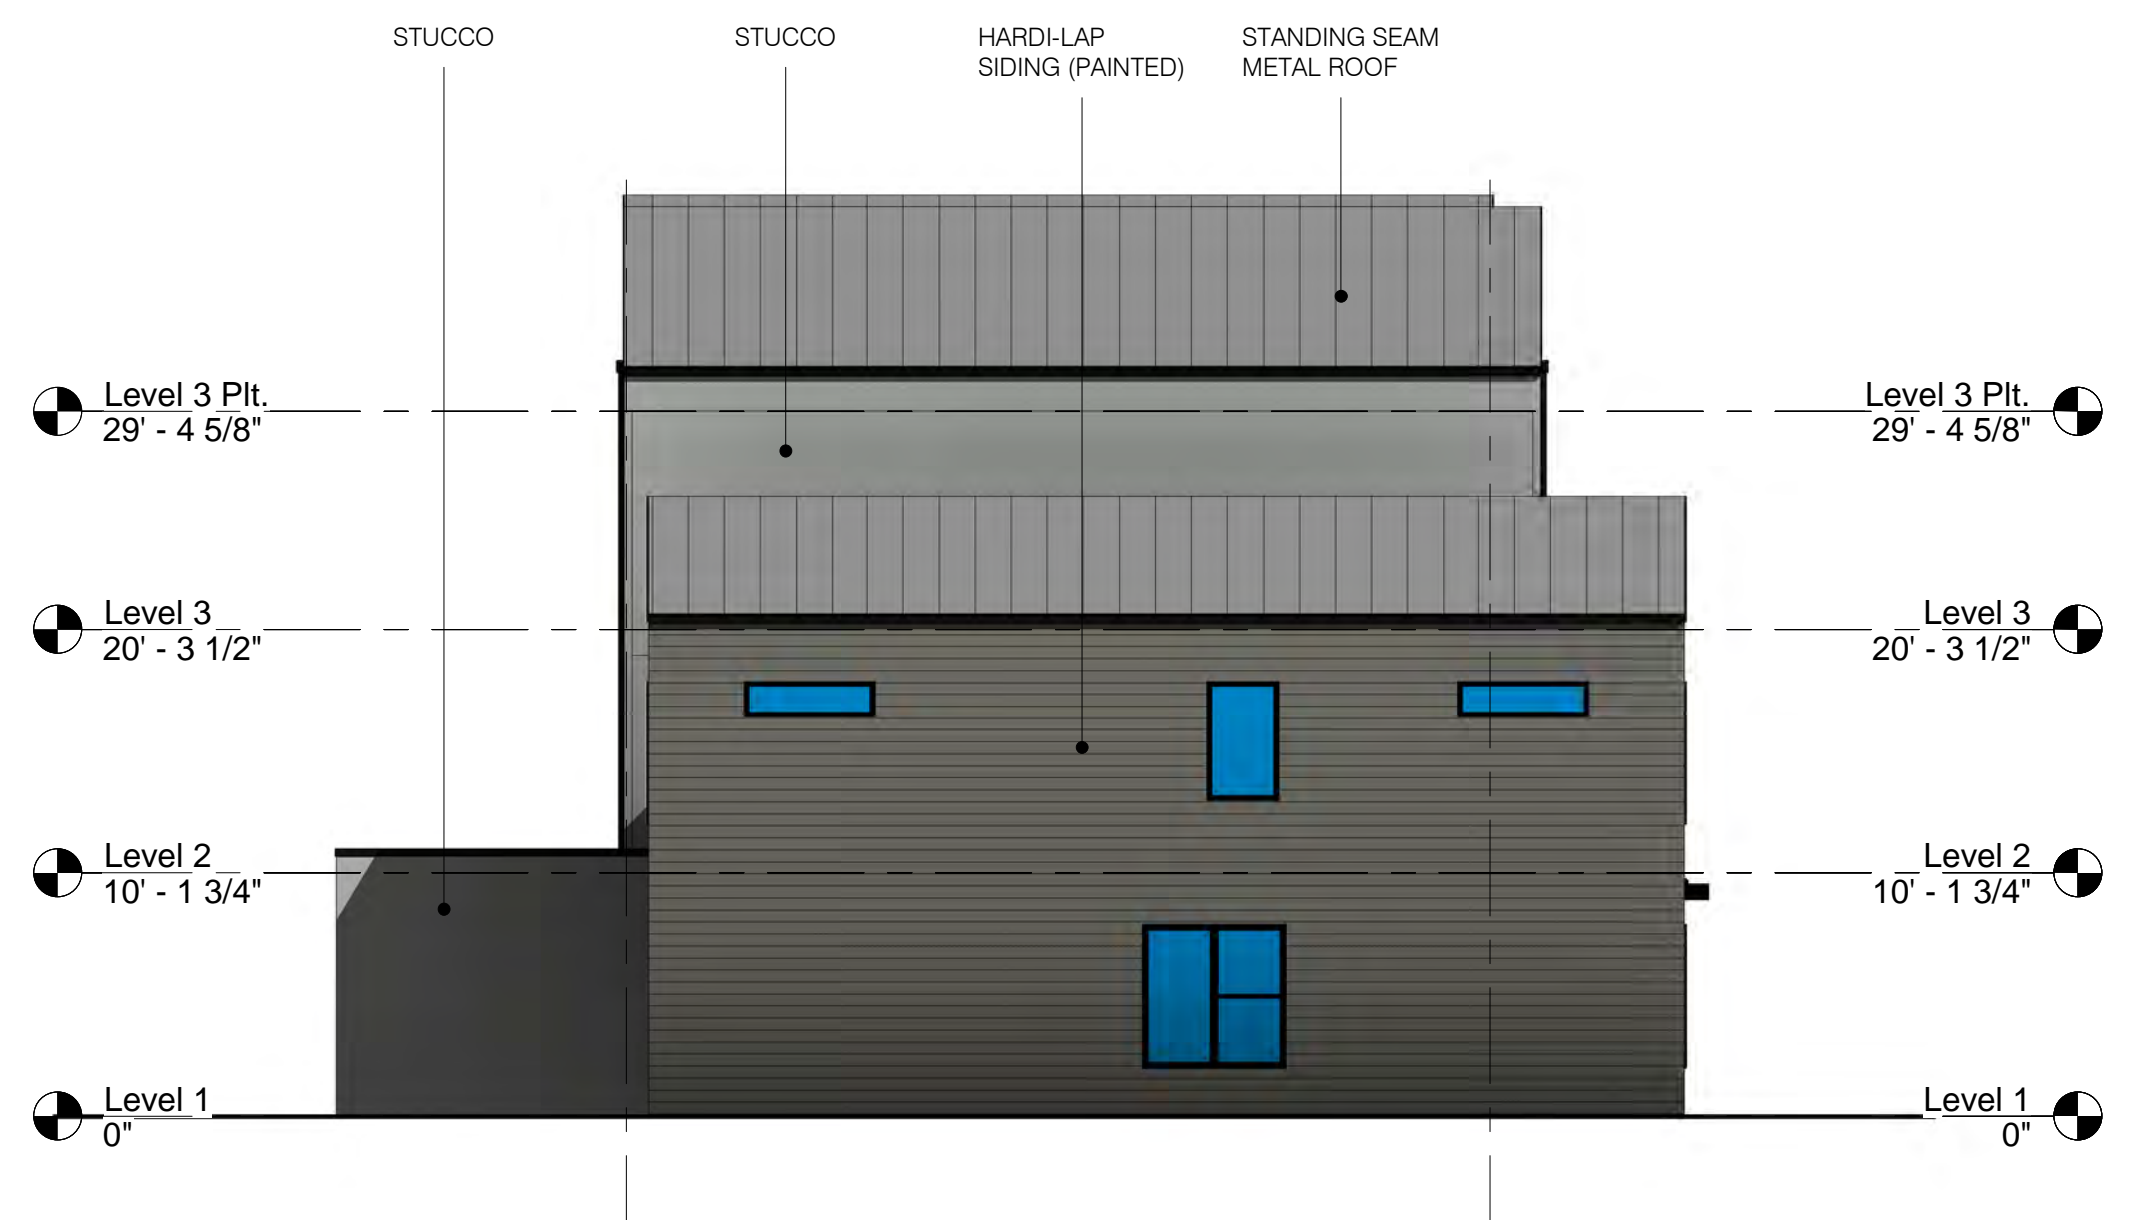 STUCCO
STUCCO
HARDI-LAP
SIDING (PAINTED)
STANDING SEAM
METAL ROOF
Level 3 Plt.
29' - 4 5/8"
Level 3 Plt.
29' - 4 5/8"
Level 3
20' - 3 1/2"
Level 3
20' - 3 1/2"
Level 2
10' - 1 3/4"
Level 2
10' - 1 3/4"
Level 1
0"
Level 1
0"